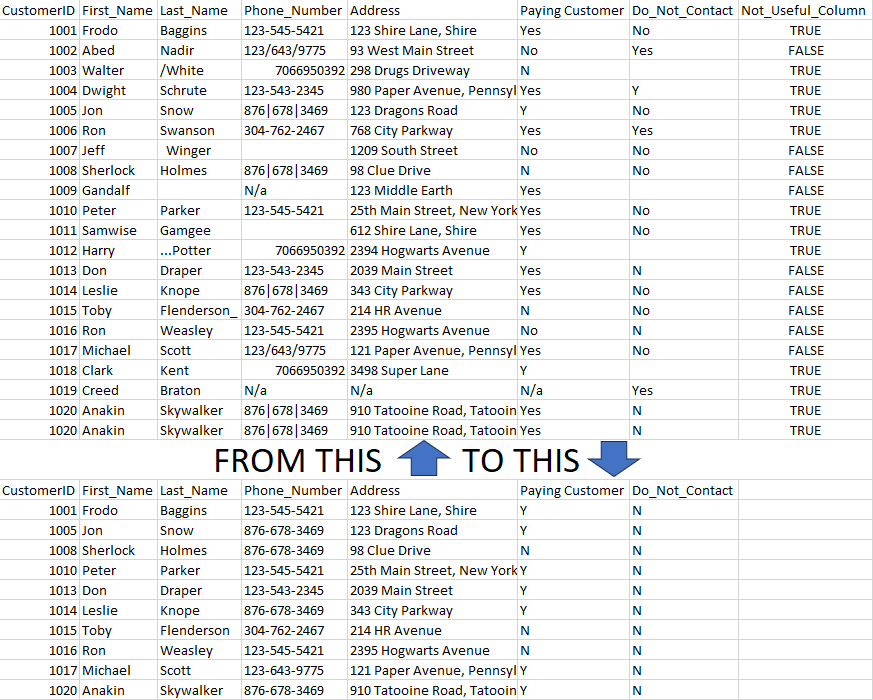 CustomerID First_Name Last_Name Phone_Number Address Paying Customer Do_Not_Contact Not_Useful_Column
1001 Frodo Baggins 123-545-5421 123 Shire Lane, Shire Yes No TRUE
1002 Abed Nadir 123/643/9775 93 West Main Street No Yes FALSE
1003 Walter /White 7066950392 298 Drugs Driveway N TRUE
1004 Dwight Schrute 123-543-2345 980 Paper Avenue, Pennsyl Yes Y TRUE
1005 Jon Snow 876|678|3469 123 Dragons Road Y No TRUE
1006 Ron Swanson 304-762-2467 768 City Parkway Yes Yes TRUE
1007 Jeff Winger 1209 South Street No No FALSE
1008 Sherlock Holmes 876|678|3469 98 Clue Drive N No FALSE
1009 Gandalf N/a 123 Middle Earth Yes FALSE
1010 Peter Parker 123-545-5421 25th Main Street, New York Yes No TRUE
1011 Samwise Gamgee 612 Shire Lane, Shire Yes No TRUE
1012 Harry ...Potter 7066950392 2394 Hogwarts Avenue Y TRUE
1013 Don Draper 123-543-2345 2039 Main Street Yes N FALSE
1014 Leslie Knope 876|678|3469 343 City Parkway Yes No FALSE
1015 Toby Flenderson_ 304-762-2467 214 HR Avenue N No FALSE
1016 Ron Weasley 123-545-5421 2395 Hogwarts Avenue No N FALSE
1017 Michael Scott 123/643/9775 121 Paper Avenue, Pennsyl Yes No FALSE
1018 Clark Kent 7066950392 3498 Super Lane Y TRUE
1019 Creed Braton N/a N/a N/a Yes TRUE
1020 Anakin Skywalker 876|678|3469 910 Tatooine Road, Tatooin Yes N TRUE
1020 Anakin Skywalker 876|678|3469 910 Tatooine Road, Tatooin Yes N TRUE
FROM THIS TO THIS
CustomerID First_Name Last_Name Phone_Number Address Paying Customer Do_Not_Contact
1001 Frodo Baggins 123-545-5421 123 Shire Lane, Shire Y N
1005 Jon Snow 876-678-3469 123 Dragons Road Y N
1008 Sherlock Holmes 876-678-3469 98 Clue Drive N N
1010 Peter Parker 123-545-5421 25th Main Street, New York Y N
1013 Don Draper 123-543-2345 2039 Main Street Y N
1014 Leslie Knope 876-678-3469 343 City Parkway Y N
1015 Toby Flenderson 304-762-2467 214 HR Avenue N N
1016 Ron Weasley 123-545-5421 2395 Hogwarts Avenue N N
1017 Michael Scott 123-643-9775 121 Paper Avenue, Pennsyl Y N
1020 Anakin Skywalker 876-678-3469 910 Tatooine Road, Tatooin Y N